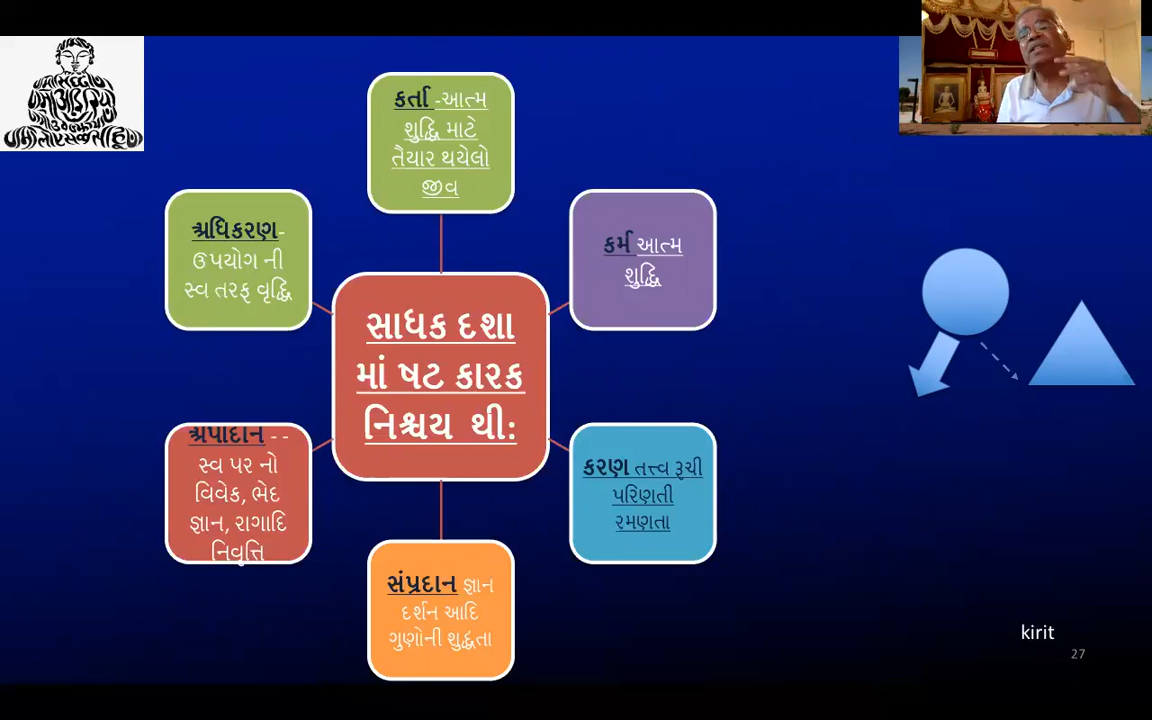 કર્તા -આત્મ
શુદ્ધિ માટે
તૈયાર થયેલો
જીવ
અધિકરણ-
ઉપયોગ ની
સ્વ તરફ વૃદ્ધિ
કર્મ આત્મ
શુદ્ધિ
સાધક દશા
માં ષટ કારક
નિશ્ચય થી:
અપાદાન --
સ્વ પર નો
વિવેક, ભેદ
જ્ઞાન, રાગાદિ
નિવૃત્તિ
કરણ તત્ત્વ રૂચી
પરિણતી
રમણતા
સંપ્રદાન જ્ઞાન
દર્શન આદિ
ગુણોની શુદ્ધતા
kirit
27